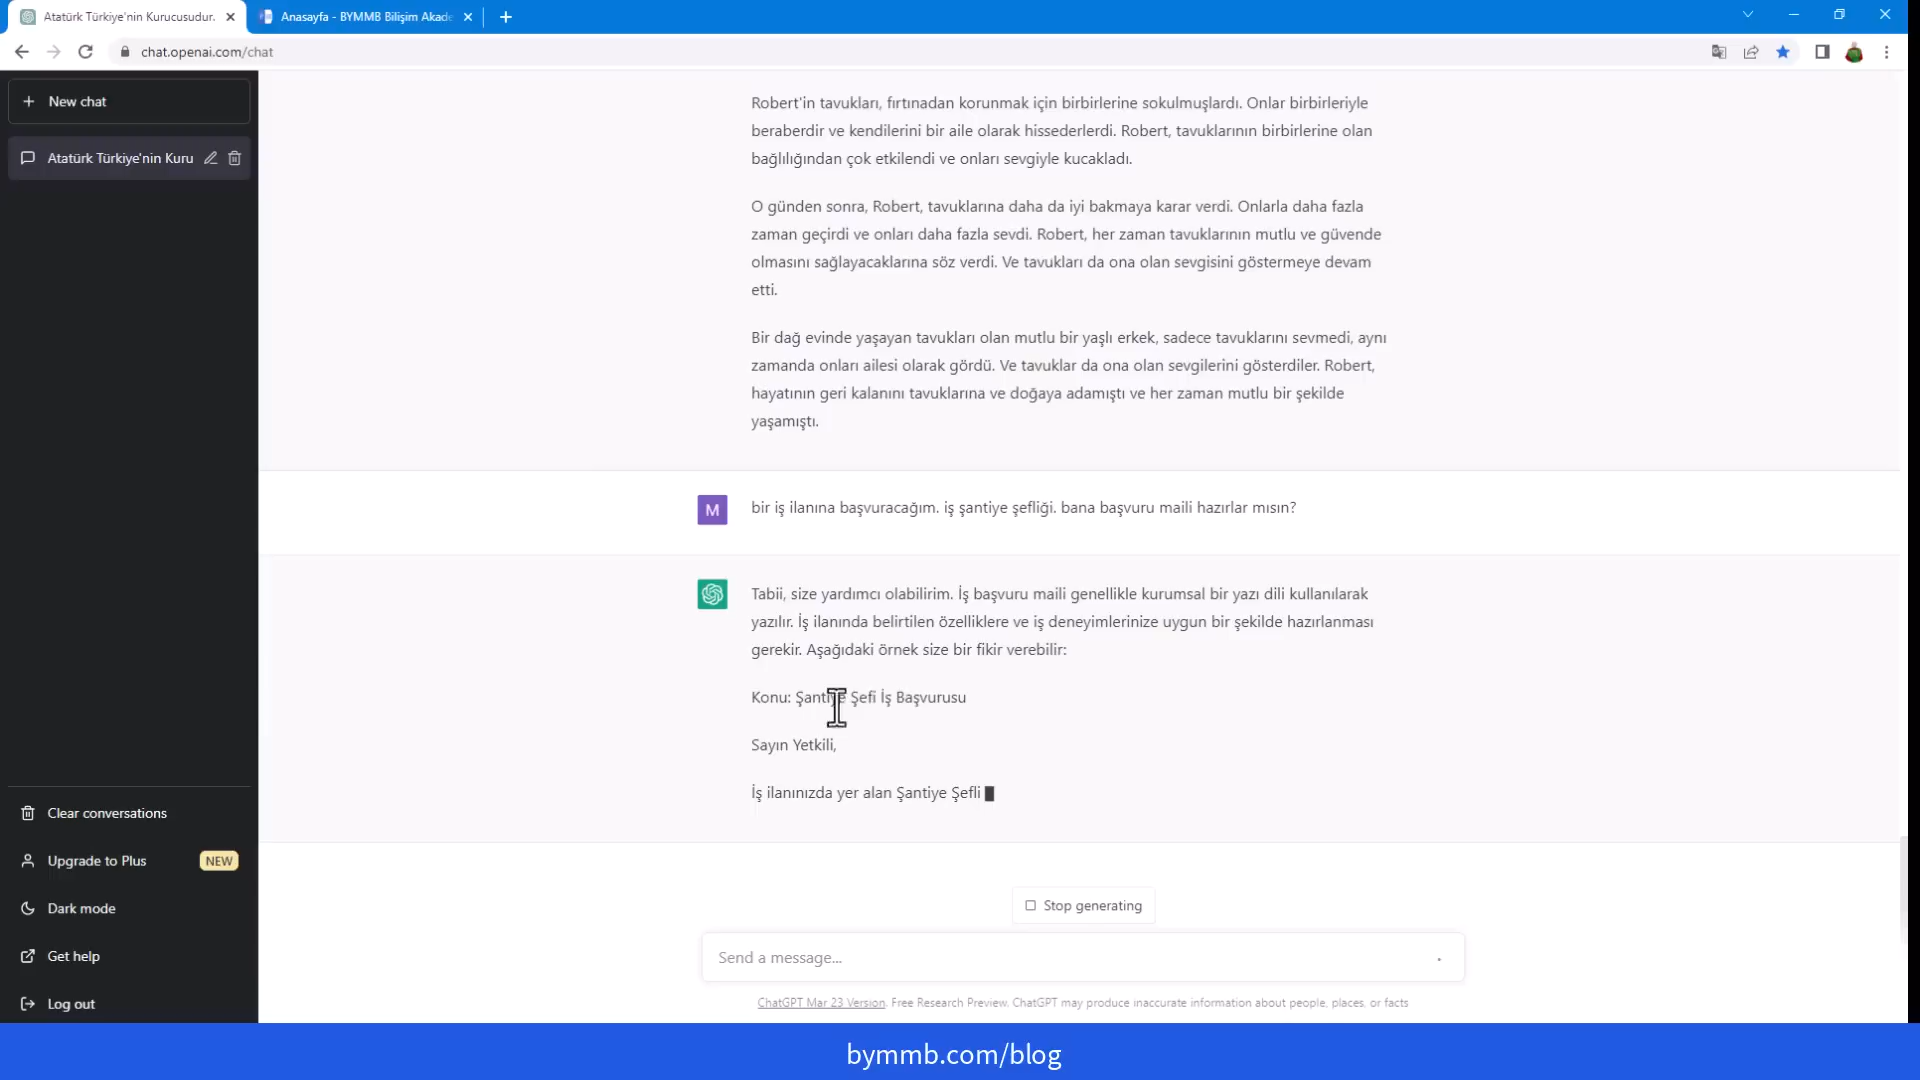 Atatürk Türkiye'nin Kurucusudur.
Anasayfa - BYMMB Bilişim Akade
chat.openai.com/chat
New chat
Atatürk Türkiye'nin Kuru
Robert'in tavukları, fırtınadan korunmak için birbirlerine sokulmuşlardı. Onlar birbirleriyle
beraberdir ve kendilerini bir aile olarak hissederlerdi. Robert, tavuklarının birbirlerine olan
bağlılığından çok etkilendi ve onları sevgiyle kucakladı.
O günden sonra, Robert, tavuklarına daha da iyi bakmaya karar verdi. Onlarla daha fazla
zaman geçirdi ve onları daha fazla sevdi. Robert, her zaman tavuklarının mutlu ve güvende
olmasını sağlayacaklarına söz verdi. Ve tavukları da ona olan sevgisini göstermeye devam
etti.
Bir dağ evinde yaşayan tavukları olan mutlu bir yaşlı erkek, sadece tavuklarını sevmedi, aynı
zamanda onları ailesi olarak gördü. Ve tavuklar da ona olan sevgilerini gösterdiler. Robert,
hayatının geri kalanını tavuklarına ve doğaya adamıştı ve her zaman mutlu bir şekilde
yaşamıştı.
M
bir iş ilanına başvuracağım. iş şantiye şefliği. bana başvuru maili hazırlar mısın?
Tabii, size yardımcı olabilirim. İş başvuru maili genellikle kurumsal bir yazı dili kullanılarak
yazılır. İş ilanında belirtilen özelliklere ve iş deneyimlerinize uygun bir şekilde hazırlanması
gerekir. Aşağıdaki örnek size bir fikir verebilir:
Konu: Şantiye Şefi İş Başvurusu
Sayın Yetkili,
İş ilanınızda yer alan Şantiye Şefli
Clear conversations
Upgrade to Plus
NEW
Dark mode
Get help
Log out
Stop generating
Send a message...
ChatGPT Mar 23 Version. Free Research Preview. ChatGPT may produce inaccurate information about people, places, or facts
bymmb.com/blog